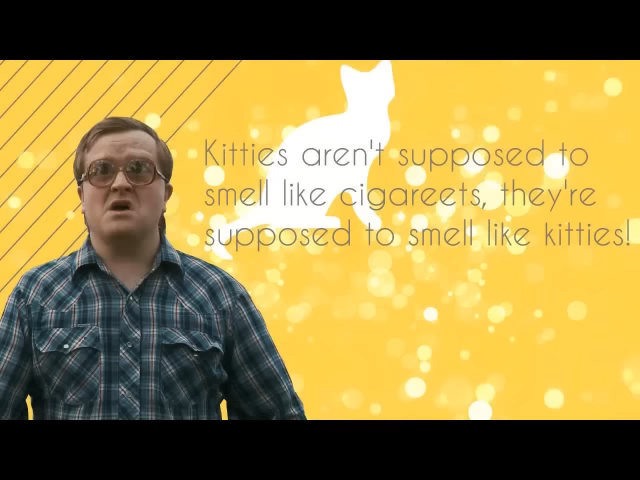 Kitties aren't supposed to
smell like cigareets, they're
supposed to smell like kitties!